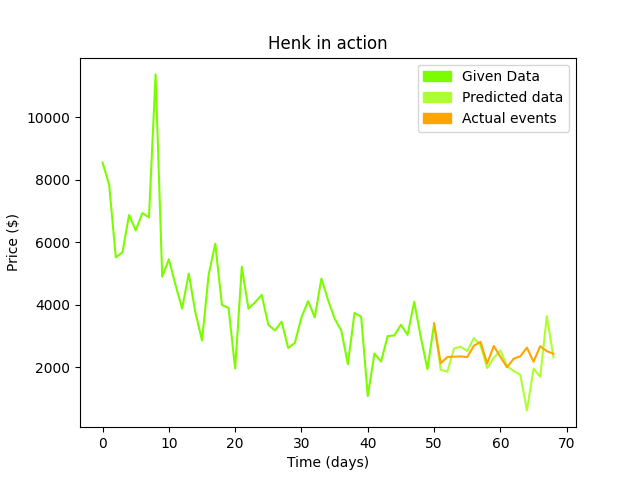 Henk in action
Given Data
Predicted data
Actual events
10000
8000
6000
4000
2000
Price ($)
0 10 20 30 40 50 60 70
Time (days)